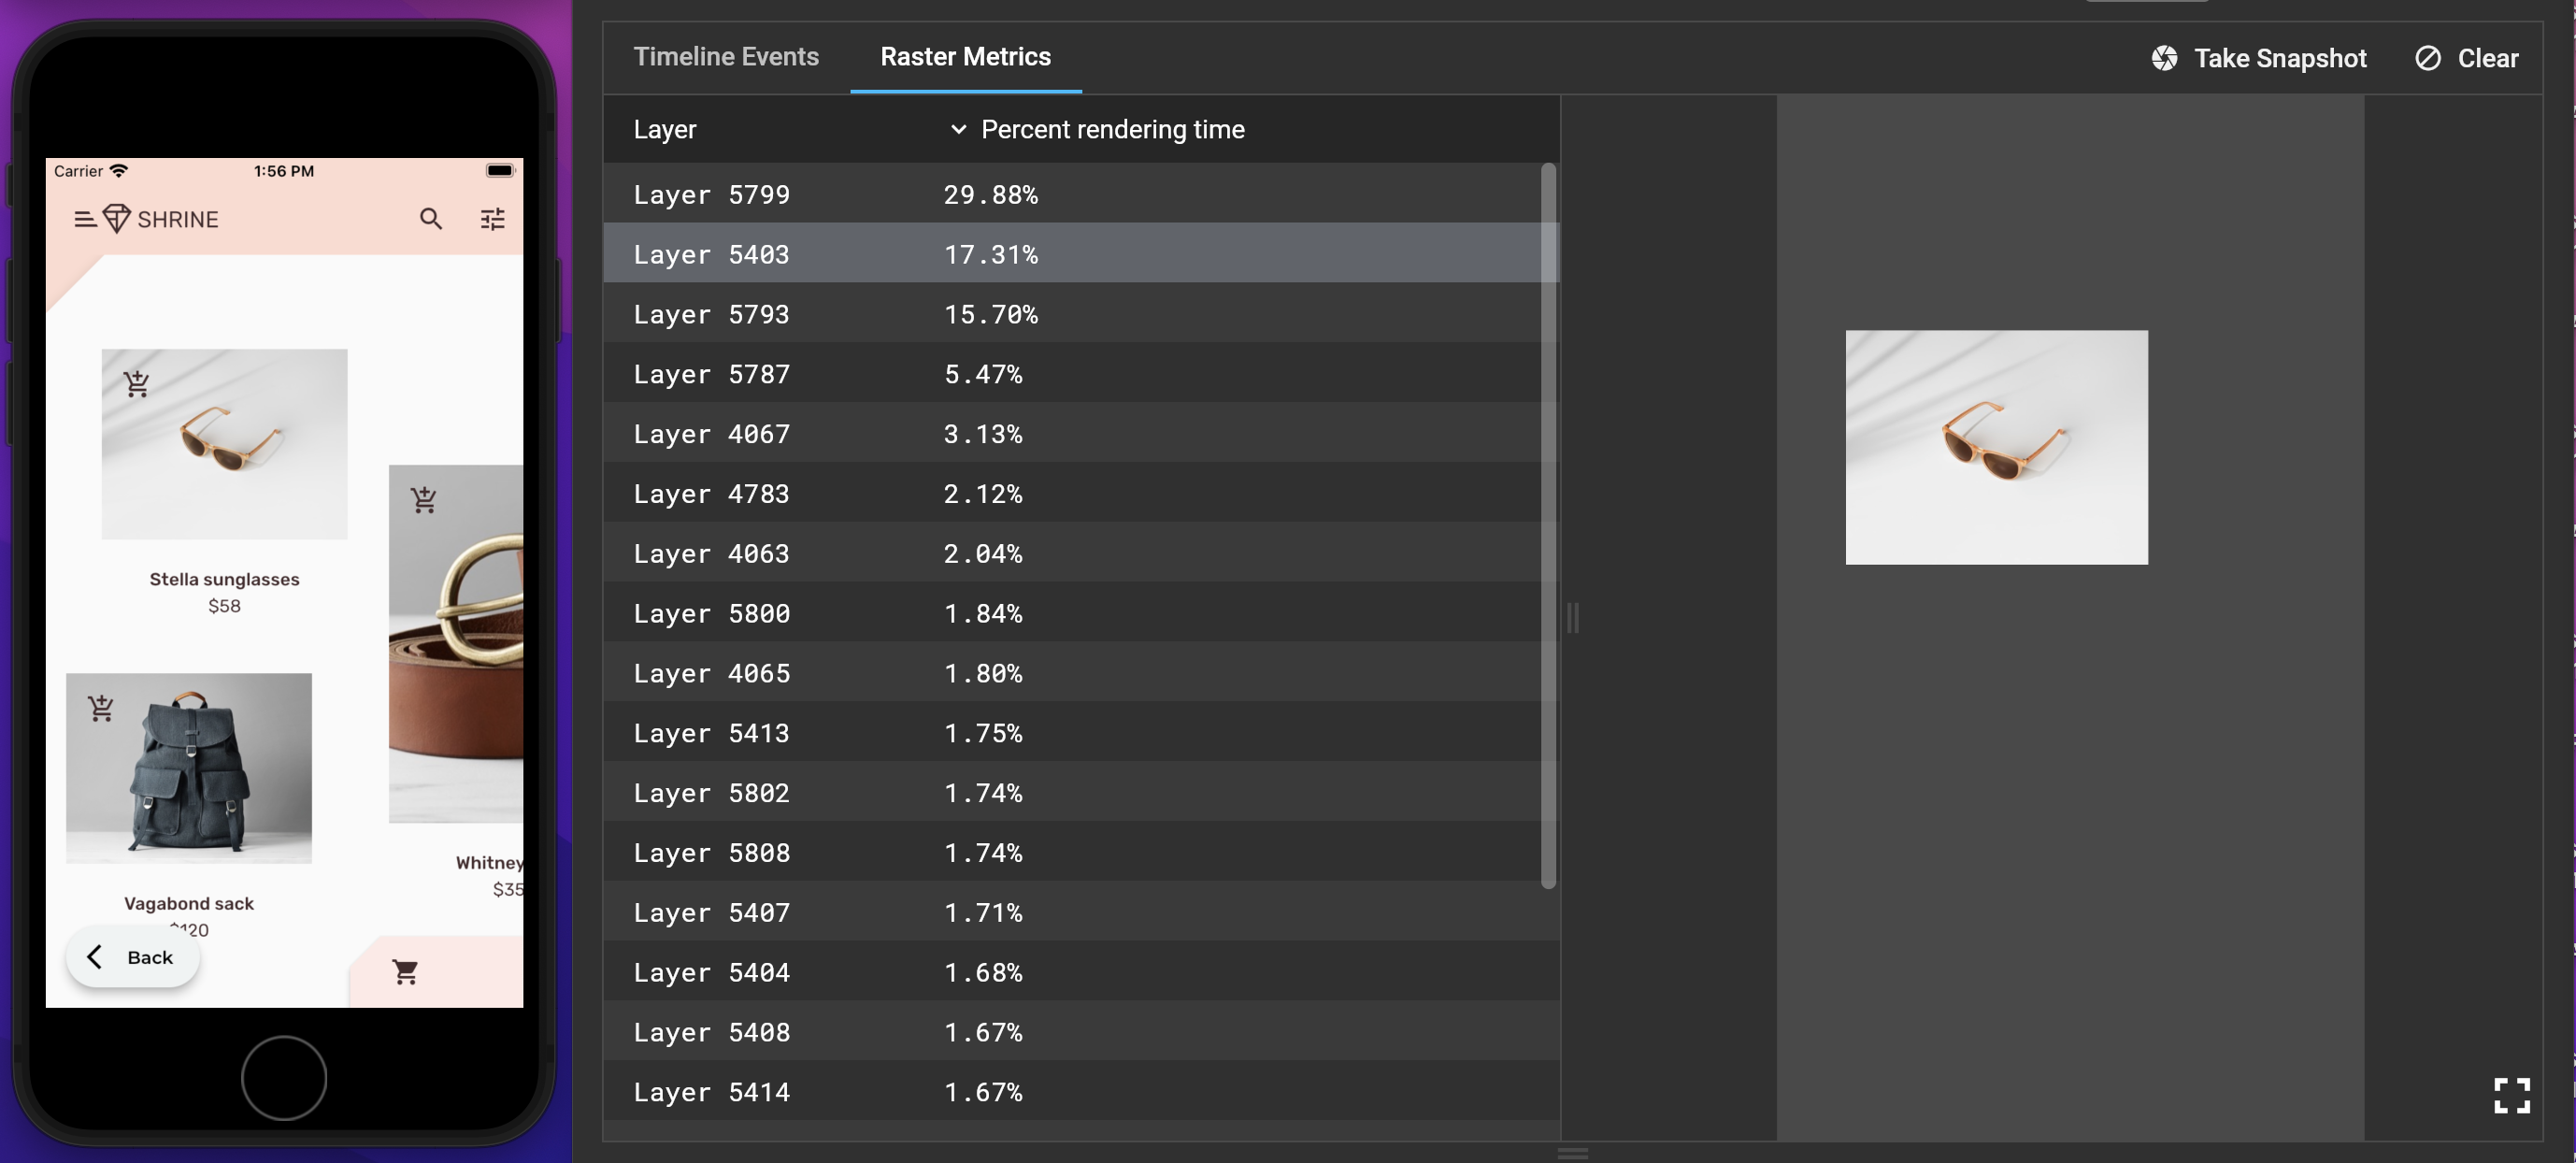 Carrier
1:56 PM
SHRINE
Stella sunglasses
$58
Vagabond sack
Whitney
$35
Back
Timeline Events
Raster Metrics
Take Snapshot
Clear
Layer Percent rendering time
Layer 5799 29.88%
Layer 5403 17.31%
Layer 5793 15.70%
Layer 5787 5.47%
Layer 4067 3.13%
Layer 4783 2.12%
Layer 4063 2.04%
Layer 5800 1.84%
Layer 4065 1.80%
Layer 5413 1.75%
Layer 5802 1.74%
Layer 5808 1.74%
Layer 5407 1.71%
Layer 5404 1.68%
Layer 5408 1.67%
Layer 5414 1.67%